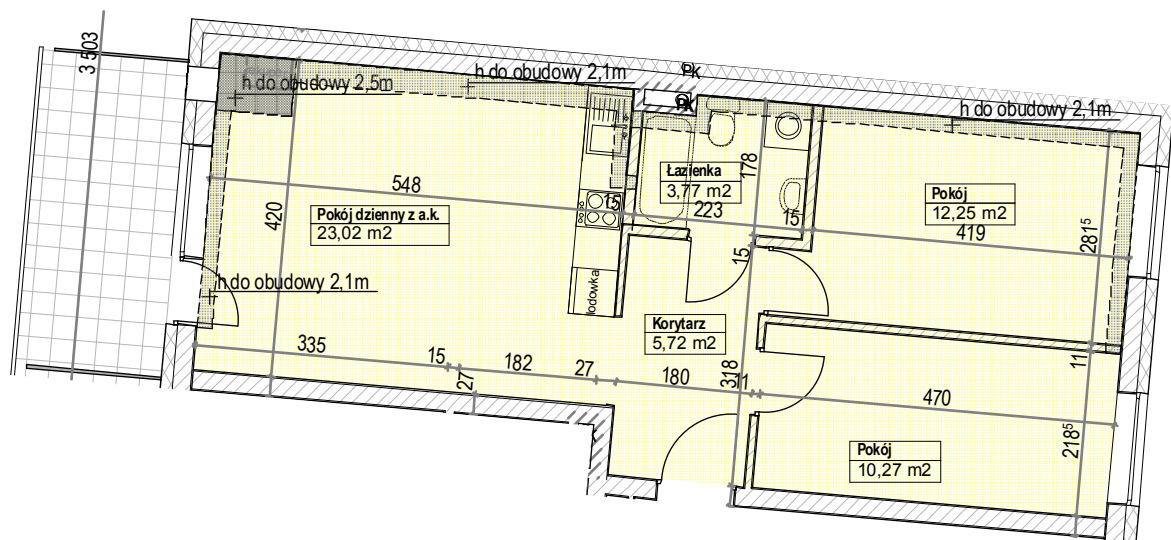 3 503
h do obudowy 2,5m
h do obudowy 2,1m
PK
PK
h do obudowy 2,1m
548
420
Pokój dzienny z a.k.
23,02 m2
15
Łazienka
3,77 m2
223
178
15
15
Pokój
12,25 m2
419
281⁵
h do obudowy 2,1m
lodówka
Korytarz
5,72 m2
335
15
182
27
27
180
318
11
470
11
218⁵
Pokój
10,27 m2